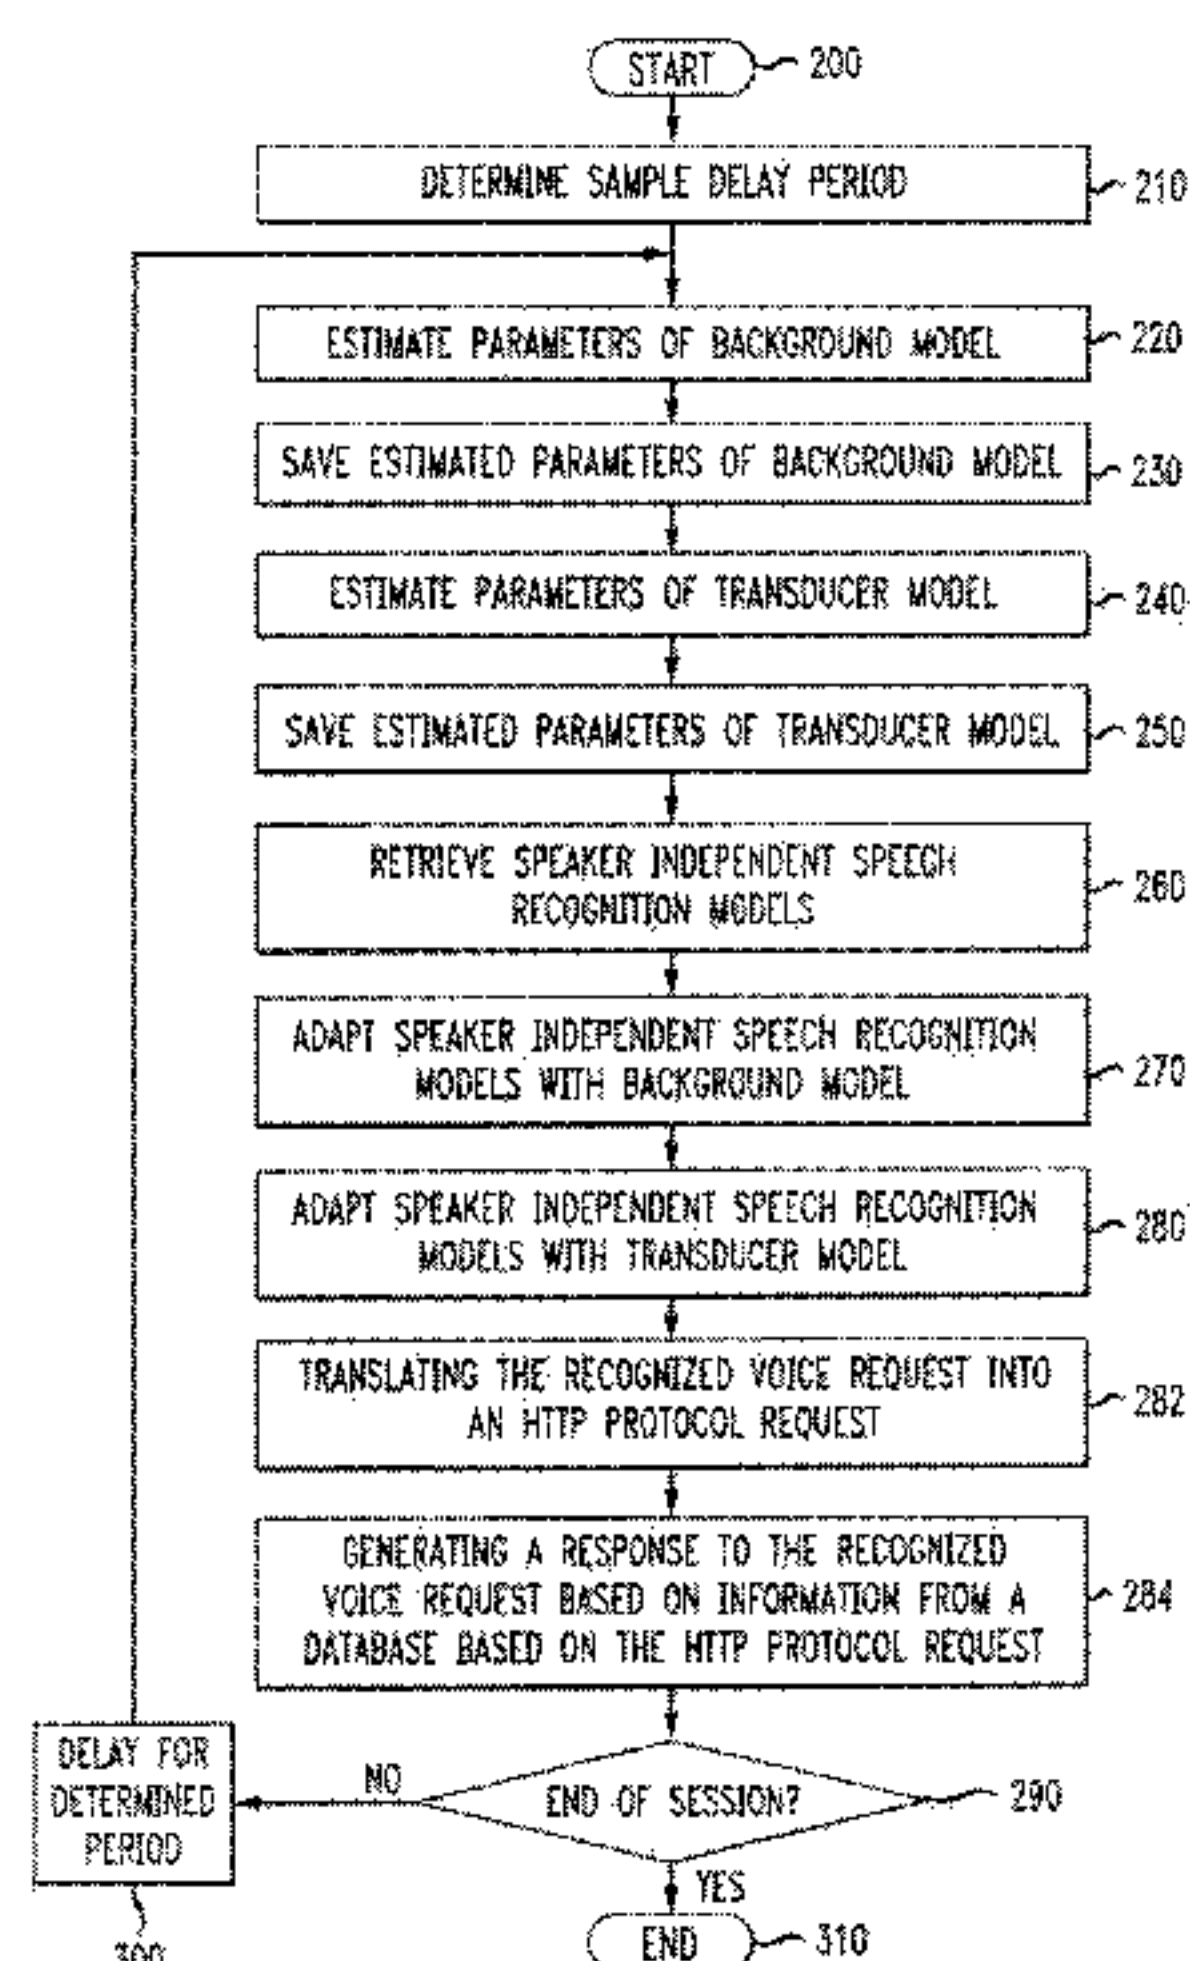 START
200
DETERMINE SAMPLE DELAY PERIOD
210
ESTIMATE PARAMETERS OF BACKGROUND MODEL
220
SAVE ESTIMATED PARAMETERS OF BACKGROUND MODEL
230
ESTIMATE PARAMETERS OF TRANSDUCER MODEL
240
SAVE ESTIMATED PARAMETERS OF TRANSDUCER MODEL
250
RETRIEVE SPEAKER INDEPENDENT SPEECH
RECOGNITION MODELS
260
ADAPT SPEAKER INDEPENDENT SPEECH RECOGNITION
MODELS WITH BACKGROUND MODEL
270
ADAPT SPEAKER INDEPENDENT SPEECH RECOGNITION
MODELS WITH TRANSDUCER MODEL
280
TRANSLATING THE RECOGNIZED VOICE REQUEST INTO
AN HTTP PROTOCOL REQUEST
282
GENERATING A RESPONSE TO THE RECOGNIZED
VOICE REQUEST BASED ON INFORMATION FROM A
DATABASE BASED ON THE HTTP PROTOCOL REQUEST
284
DELAY FOR
DETERMINED
PERIOD
NO
END OF SESSION?
290
YES
300
END
310